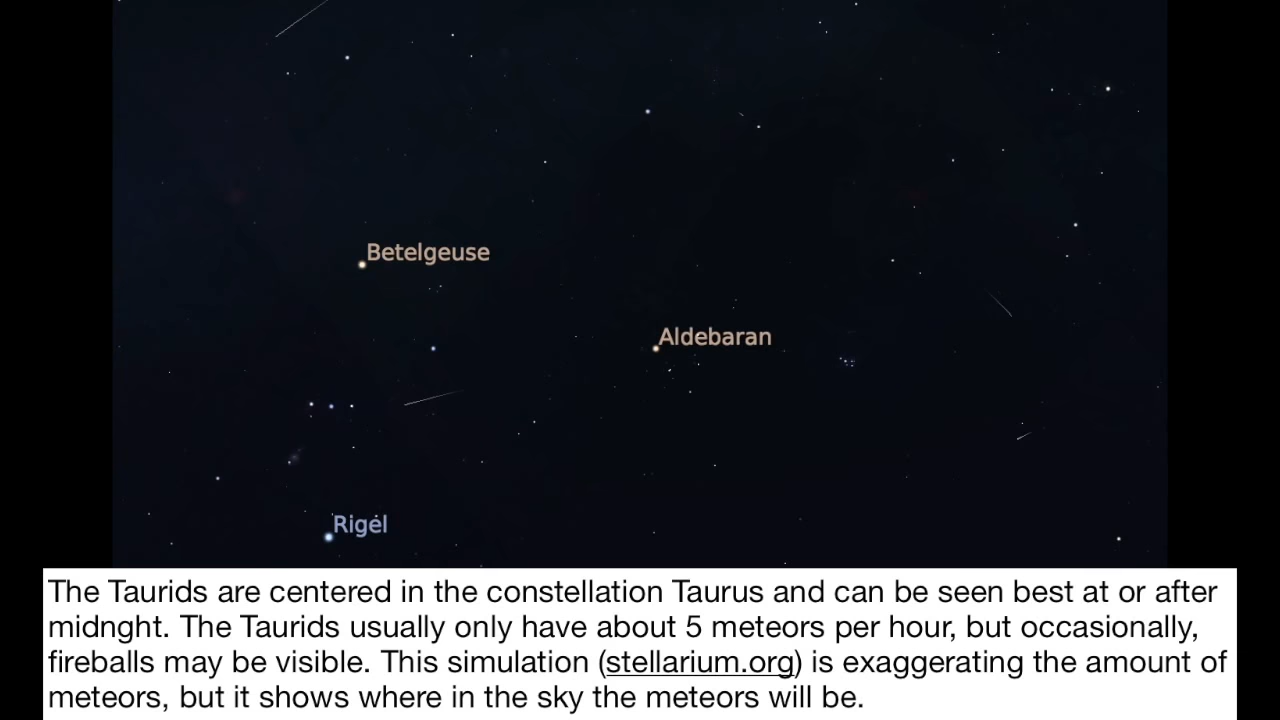 Betelgeuse
Aldebaran
Rigel
The Taurids are centered in the constellation Taurus and can be seen best at or after
midnght. The Taurids usually only have about 5 meteors per hour, but occasionally,
fireballs may be visible. This simulation (stellarium.org) is exaggerating the amount of
meteors, but it shows where in the sky the meteors will be.